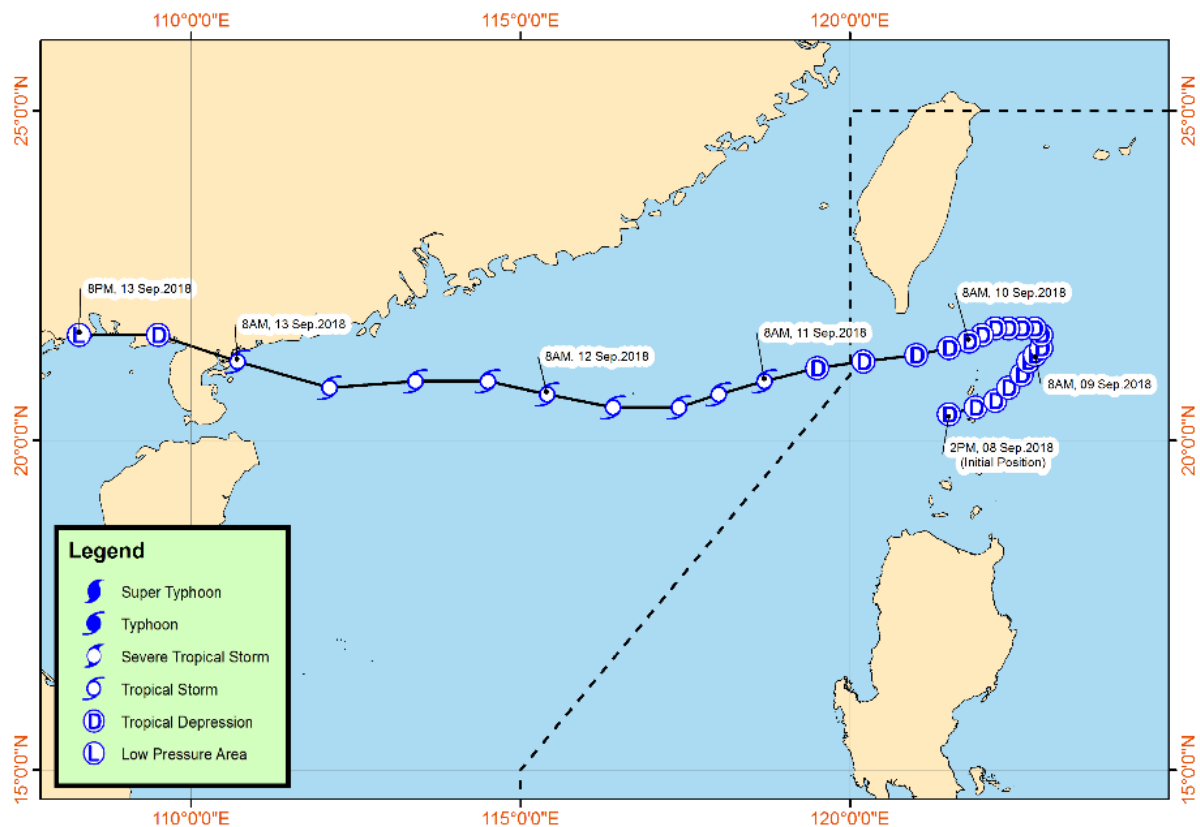 110°0'0"E
115°0'0"E
120°0'0"E
25°0'0"N
25°0'0"N
8PM, 13 Sep.2018
8AM, 10 Sep.2018
8AM, 13 Sep.2018
8AM, 11 Sep.2018
L
D
8AM, 12 Sep.2018
D
D
D
D
D
D
D
D
D
D
8AM, 09 Sep.2018
D
D
D
D
20°0'0"N
2PM, 08 Sep.2018
(Initial Position)
20°0'0"N
Legend
Super Typhoon
Typhoon
Severe Tropical Storm
Tropical Storm
D Tropical Depression
L Low Pressure Area
15°0'0"N
15°0'0"N
110°0'0"E
115°0'0"E
120°0'0"E